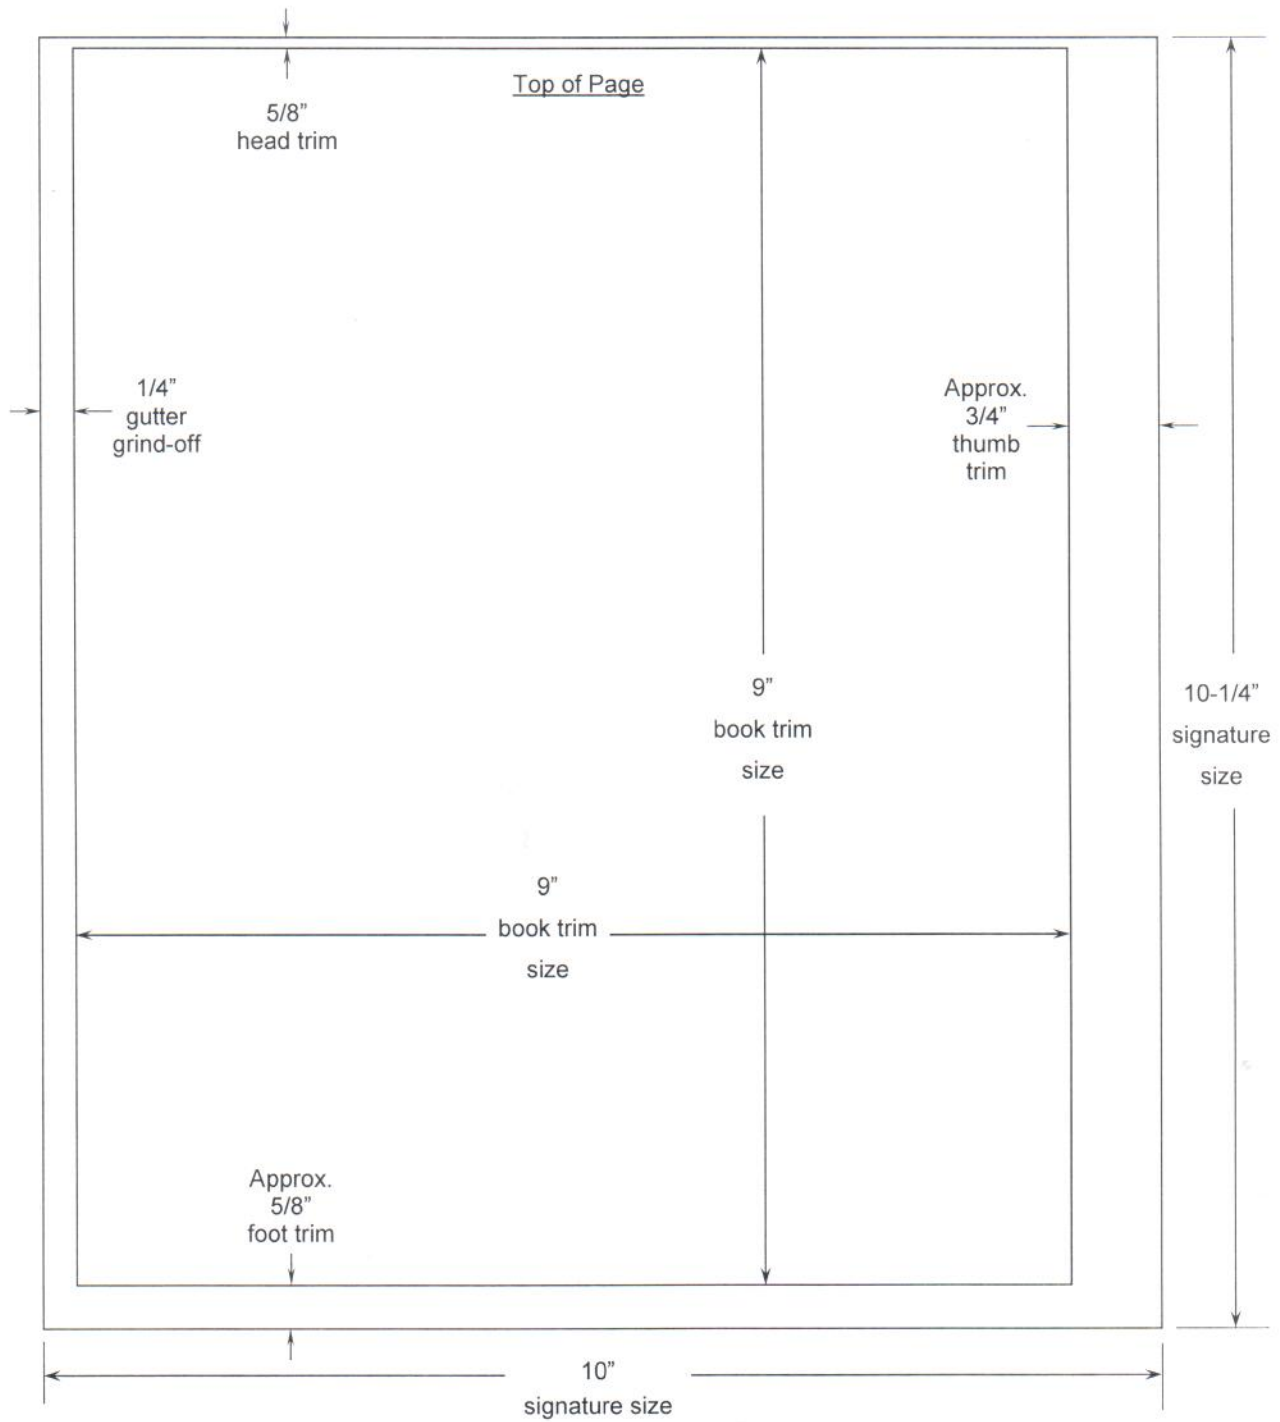 Top of Page
5/8”
head trim
1/4”
gutter
grind-off
Approx.
3/4”
thumb
trim
9”
book trim
size
10-1/4”
signature
size
9”
book trim
size
Approx.
5/8”
foot trim
10”
signature size